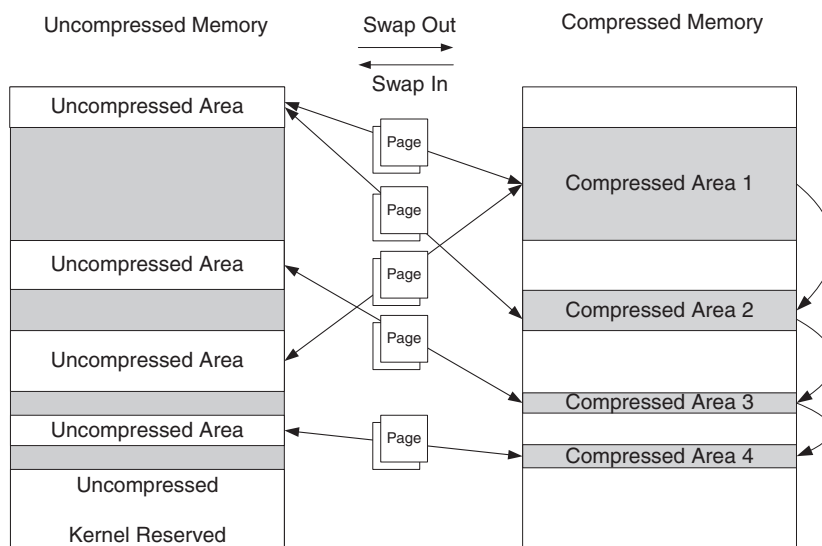 Uncompressed Memory
Swap Out
Swap In
Compressed Memory
Uncompressed Area
Uncompressed Area
Uncompressed Area
Uncompressed Area
Uncompressed
Kernel Reserved
Page
Page
Page
Page
Page
Compressed Area 1
Compressed Area 2
Compressed Area 3
Compressed Area 4